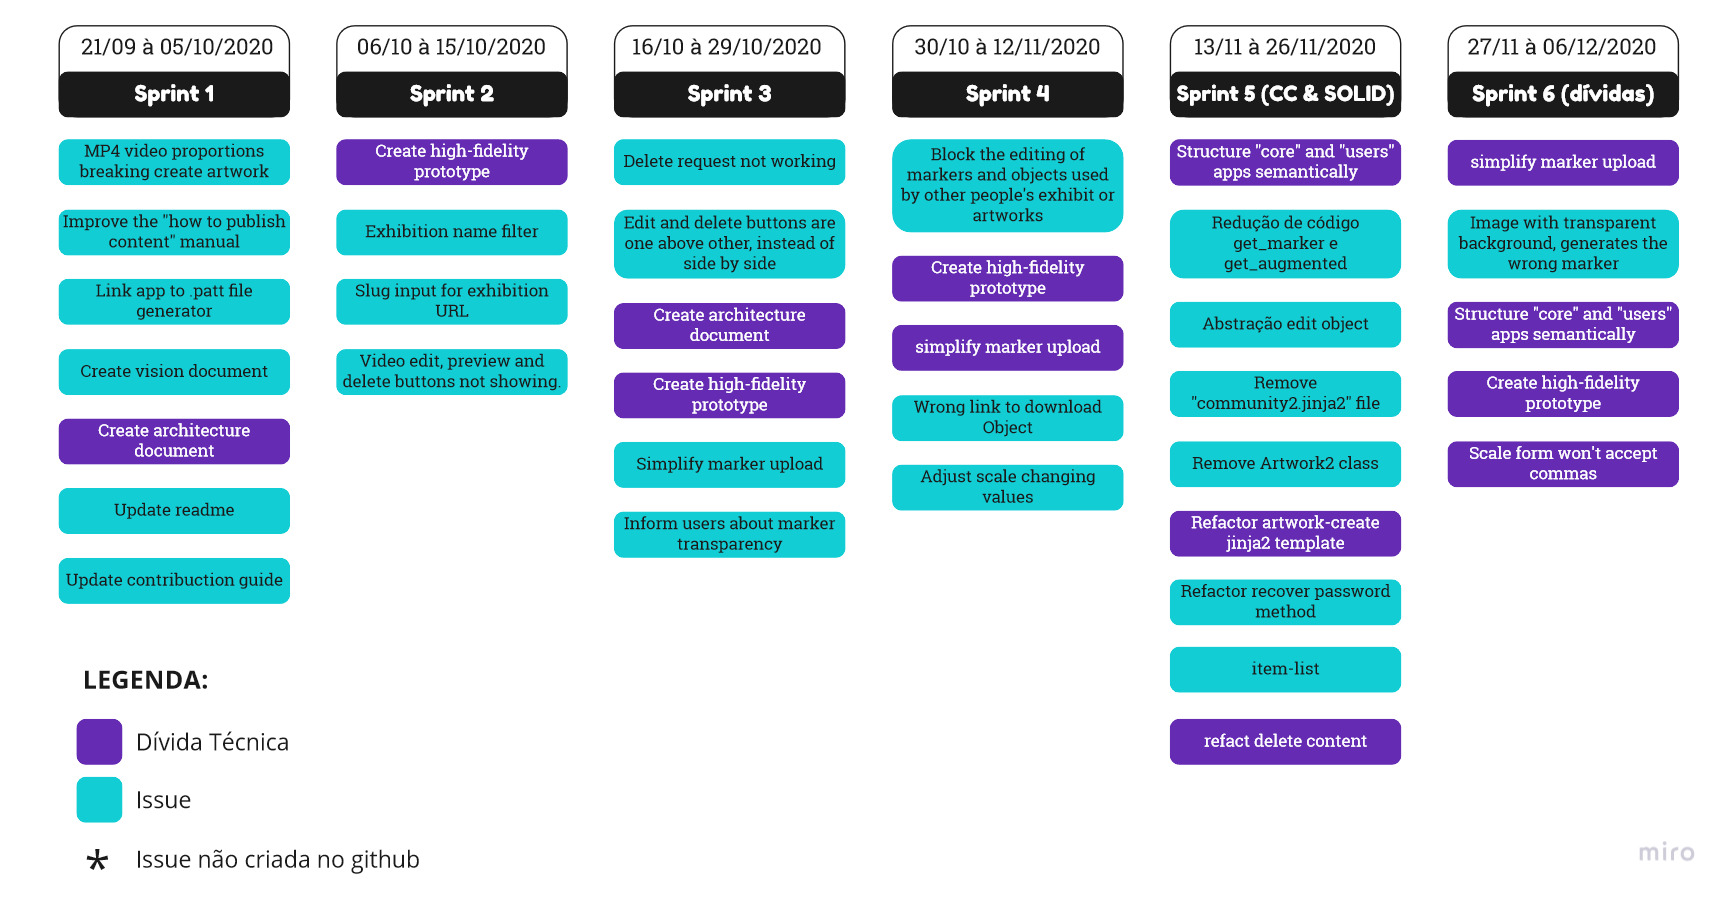 21/09 à 05/10/2020
Sprint 1
MP4 video proportions
breaking create artwork
Improve the "how to publish
content" manual
Link app to .patt file
generator
Create vision document
Create architecture
document
Update readme
Update contribuction guide
06/10 à 15/10/2020
Sprint 2
Create high-fidelity
prototype
Exhibition name filter
Slug input for exhibition
URL
Video edit, preview and
delete buttons not showing.
16/10 à 29/10/2020
Sprint 3
Delete request not working
Edit and delete buttons are
one above other, instead of
side by side
Create architecture
document
Create high-fidelity
prototype
Simplify marker upload
Inform users about marker
transparency
30/10 à 12/11/2020
Sprint 4
Block the editing of
markers and objects used
by other people's exhibit or
artworks
Create high-fidelity
prototype
simplify marker upload
Wrong link to download
Object
Adjust scale changing
values
13/11 à 26/11/2020
Sprint 5 (CC & SOLID)
Structure "core" and "users"
apps semantically
Redução de código
get_marker e
get_augmented
Abstração edit object
Remove
"community2.jinja2" file
Remove Artwork2 class
Refactor artwork-create
jinja2 template
Refactor recover password
method
item-list
refact delete content
27/11 à 06/12/2020
Sprint 6 (dívidas)
simplify marker upload
Image with transparent
background, generates the
wrong marker
Structure "core" and "users"
apps semantically
Create high-fidelity
prototype
Scale form won't accept
commas
LEGENDA:
Dívida Técnica
Issue
* Issue não criada no github
miro